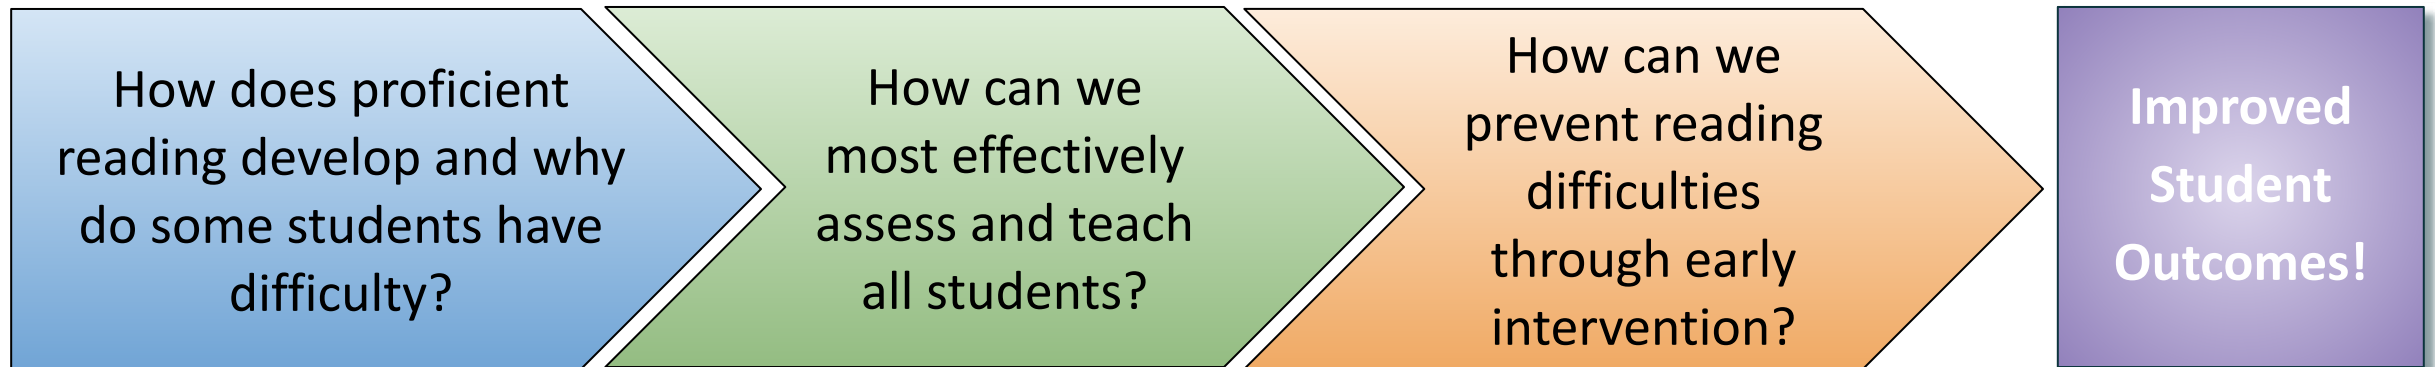 How does proficient
reading develop and why
do some students have
difficulty?
How can we
most effectively
assess and teach
all students?
How can we
prevent reading
difficulties
through early
intervention?
Improved
Student
Outcomes!